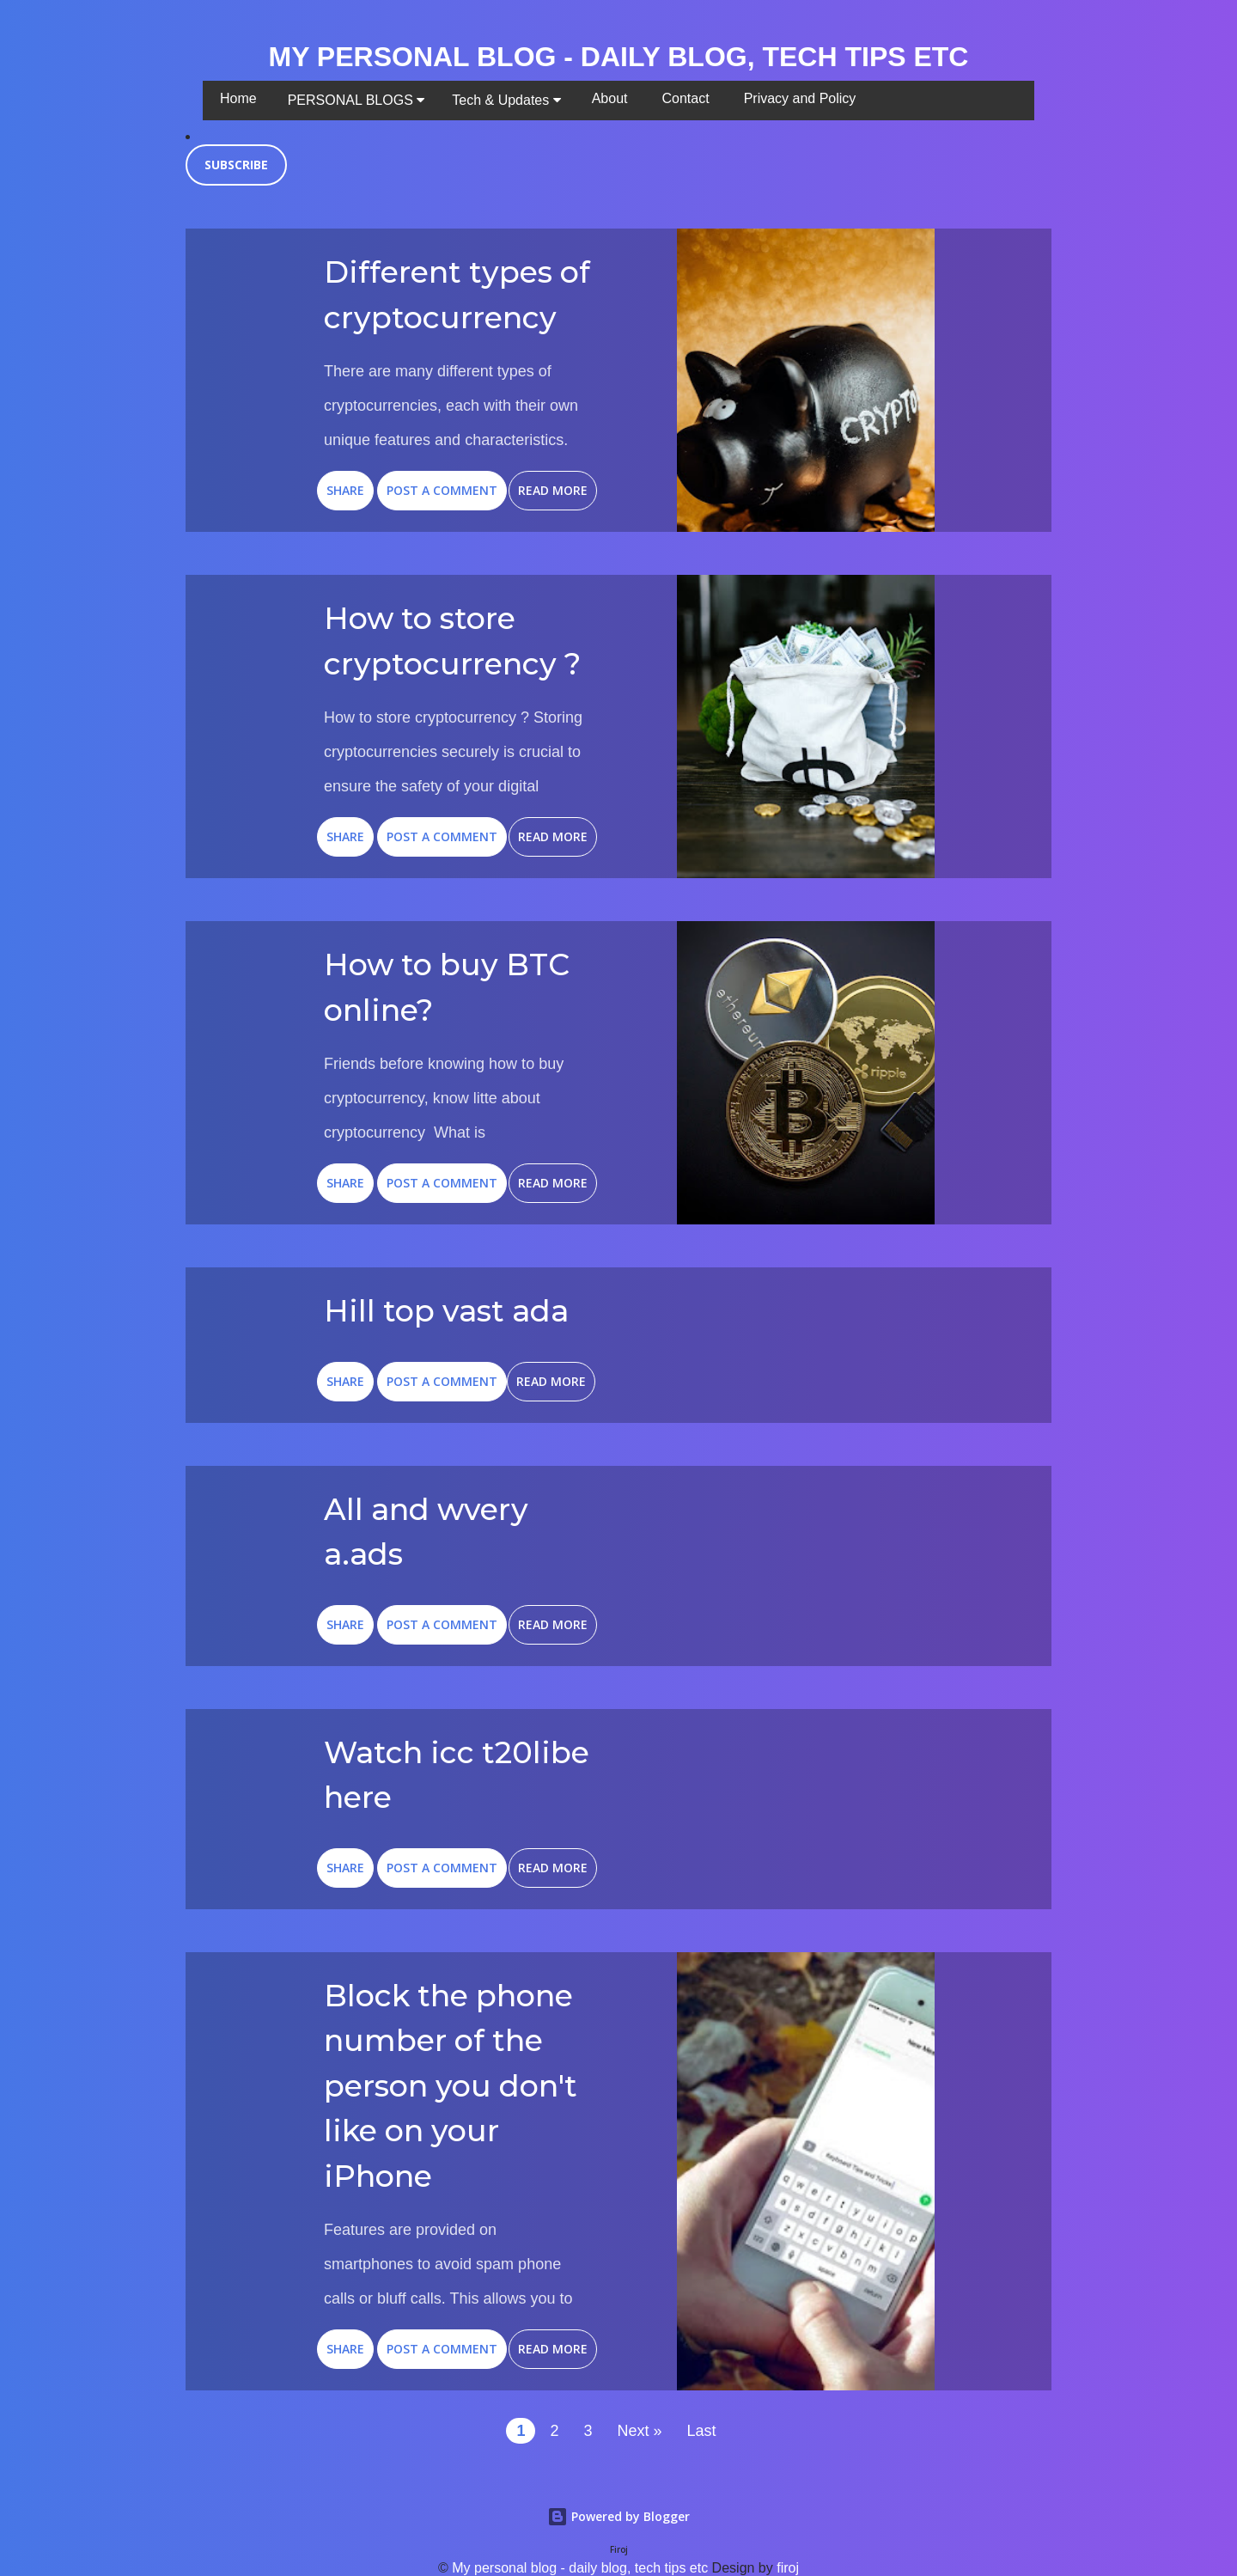 MY PERSONAL BLOG - DAILY BLOG, TECH TIPS ETC
Home PERSONAL BLOGS Tech & Updates About Contact Privacy and Policy
SUBSCRIBE
Different types of
cryptocurrency
There are many different types of
cryptocurrencies, each with their own
unique features and characteristics.
CRYPTO
SHARE POST A COMMENT READ MORE
How to store
cryptocurrency ?
How to store cryptocurrency ? Storing
cryptocurrencies securely is crucial to
ensure the safety of your digital
SHARE POST A COMMENT READ MORE
How to buy BTC
online?
Friends before knowing how to buy
cryptocurrency, know litte about
cryptocurrency  What is
ethereum
ripple
SHARE POST A COMMENT READ MORE
Hill top vast ada
SHARE POST A COMMENT READ MORE
All and wvery
a.ads
SHARE POST A COMMENT READ MORE
Watch icc t20libe
here
SHARE POST A COMMENT READ MORE
Block the phone
number of the
person you don't
like on your
iPhone
Features are provided on
smartphones to avoid spam phone
calls or bluff calls. This allows you to
Keyboard Tips and Tricks
q w e r t y u i o p
a s d f g h j k l
z x c v b n m
123 space return
SHARE POST A COMMENT READ MORE
1 2 3 Next » Last
Powered by Blogger
Firoj
© My personal blog - daily blog, tech tips etc Design by firoj